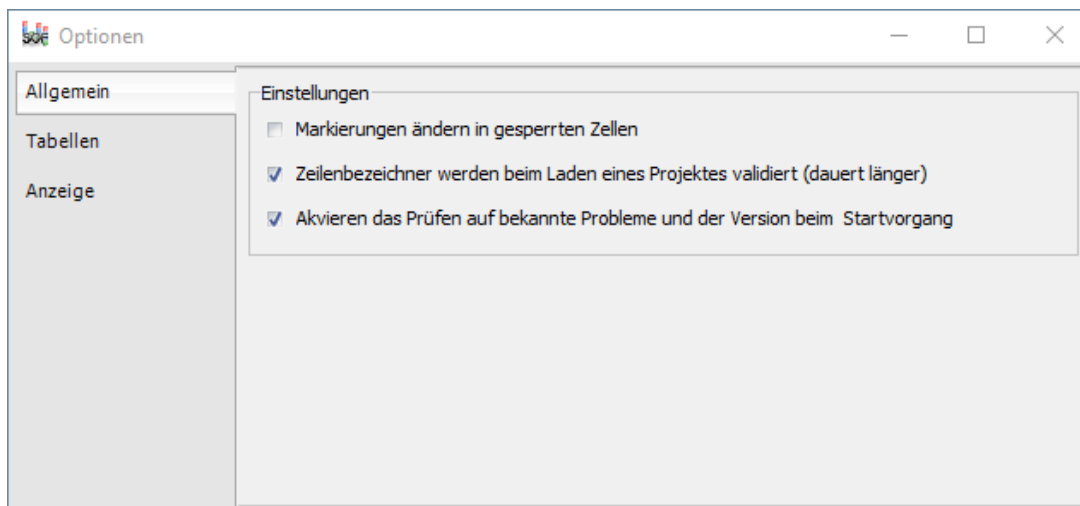 Optionen
Allgemein
Tabellen
Anzeige
Einstellungen
Markierungen ändern in gesperrten Zellen
Zeilenbezeichner werden beim Laden eines Projektes validiert (dauert länger)
Akvieren das Prüfen auf bekannte Probleme und der Version beim  Startvorgang